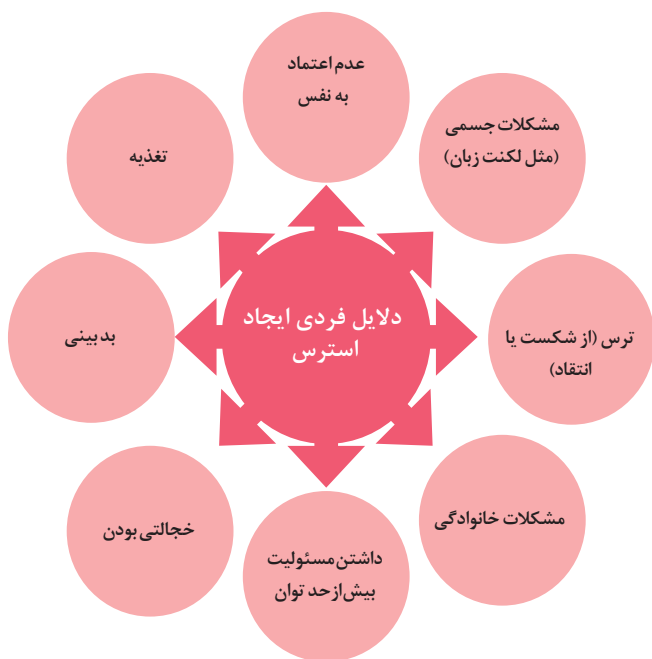 دلایل فردی ایجاد
استرس
عدم اعتماد
به نفس
مشکلات جسمی
(مثل لکنت زبان)
ترس (از شکست یا
انتقاد)
مشکلات خانوادگی
داشتن مسئولیت
بیش از حد توان
خجالتی بودن
بدبینی
تغذیه